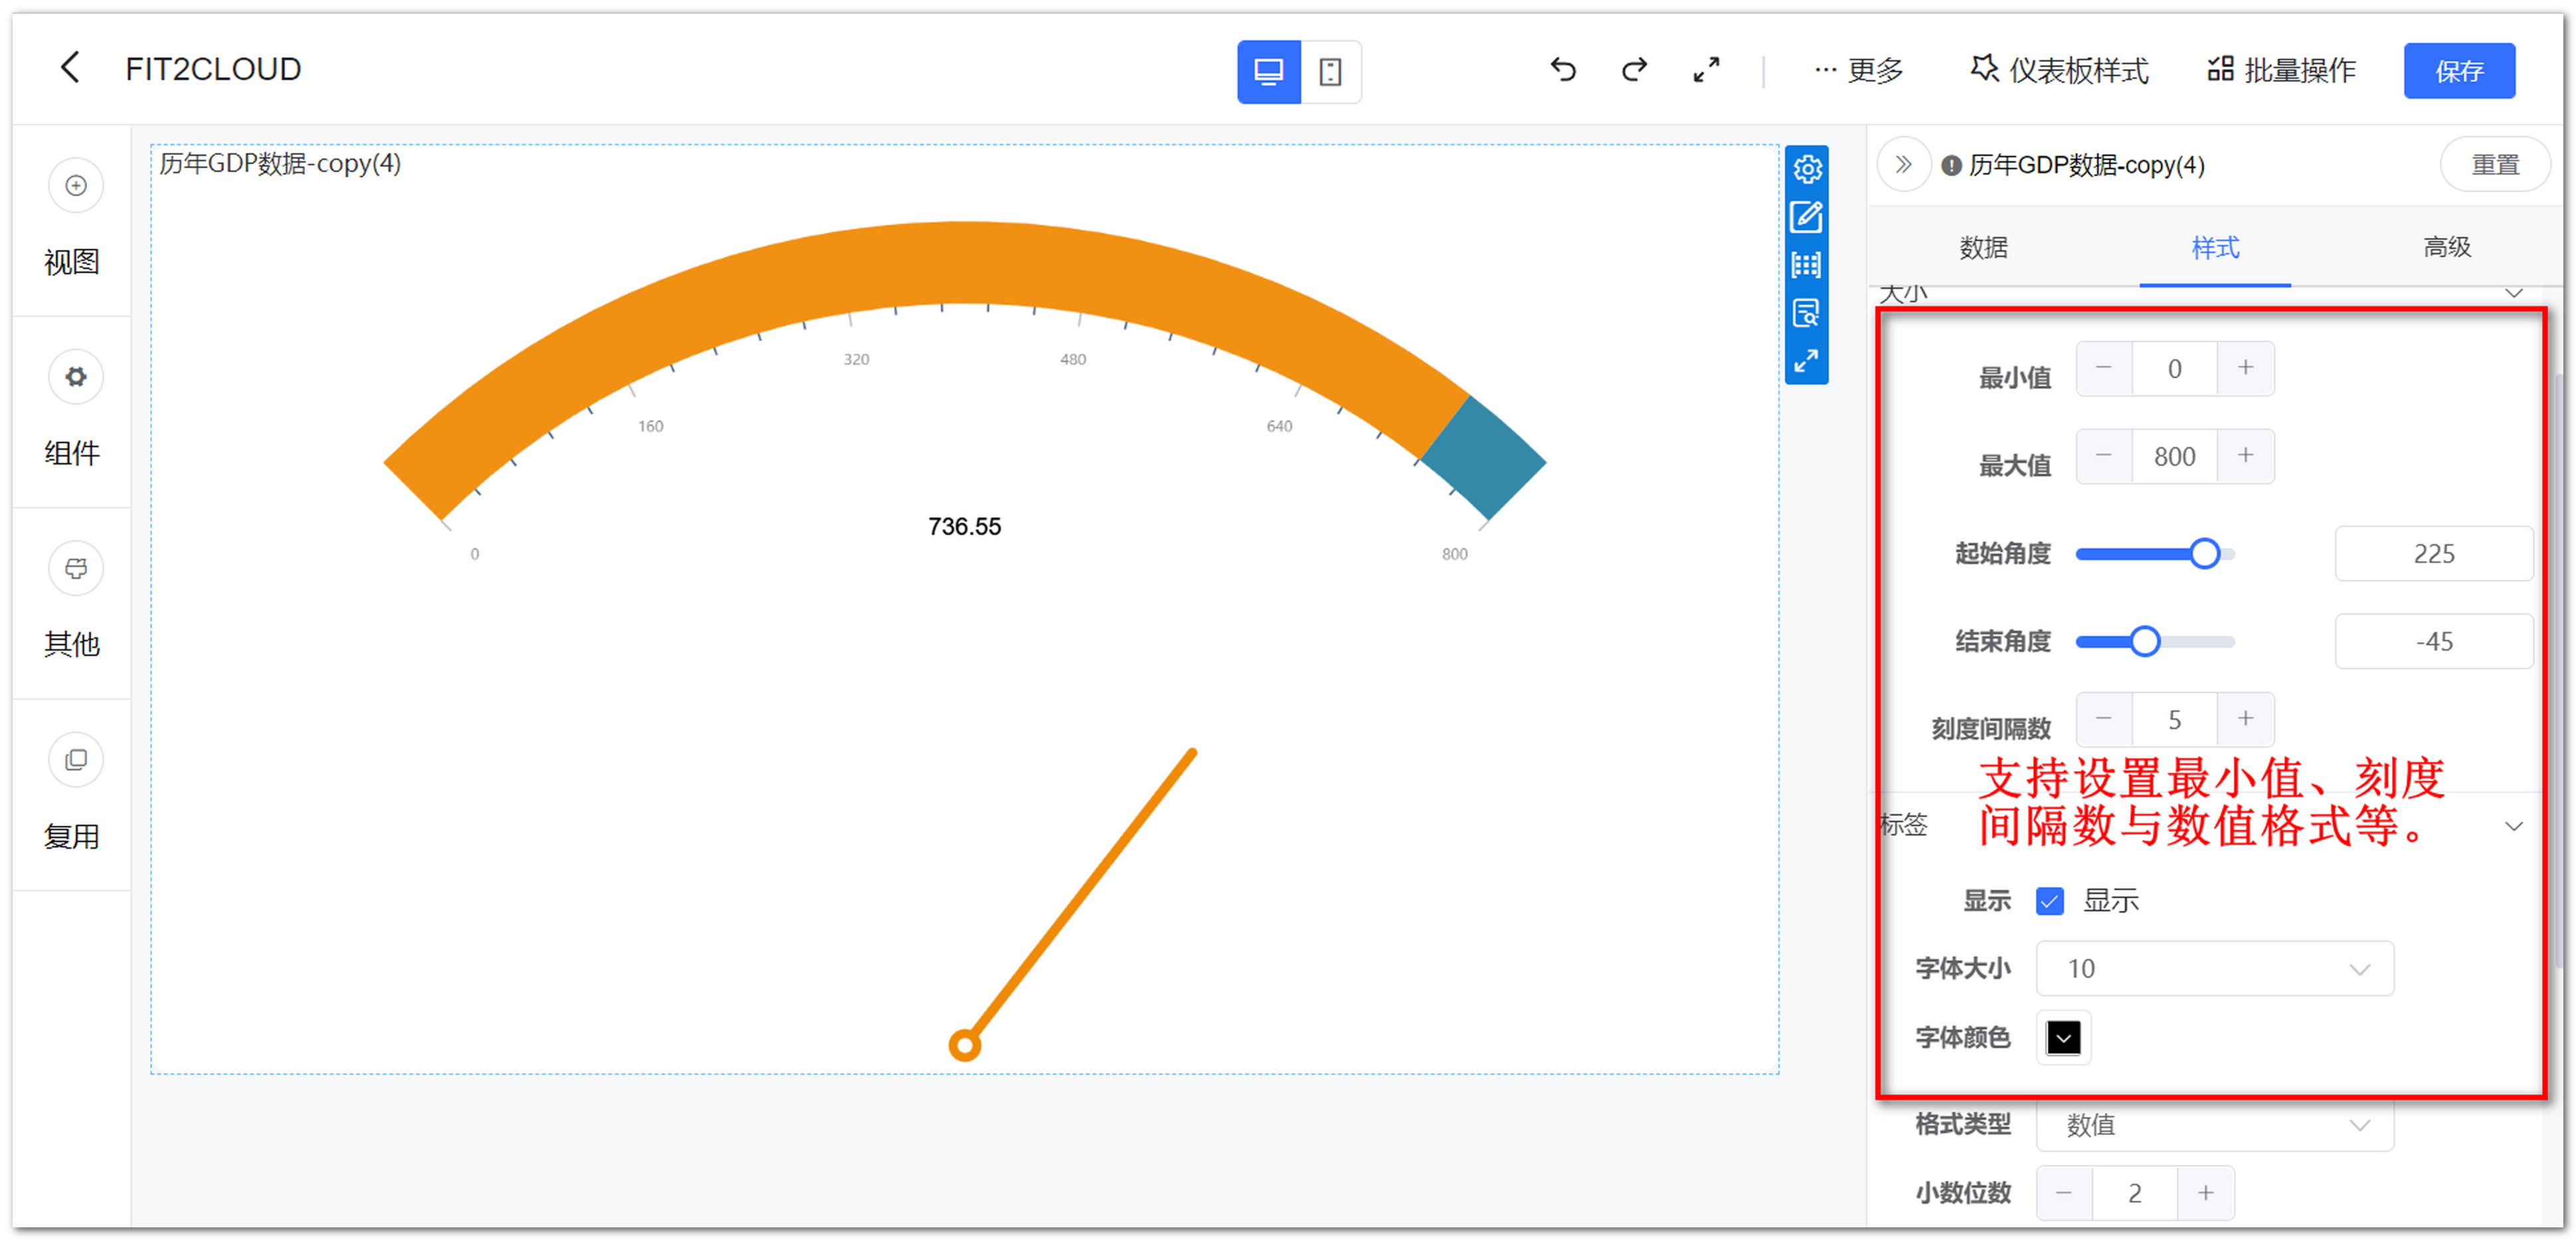 FIT2CLOUD
··· 更多
仪表板样式
批量操作
保存
视图
组件
其他
复用
历年GDP数据-copy(4)
320
480
160
640
736.55
0
800
历年GDP数据-copy(4)
重置
数据
样式
高级
大小
最小值
0
最大值
800
起始角度
225
结束角度
-45
刻度间隔数
5
支持设置最小值、刻度
间隔数与数值格式等。
标签
显示
显示
字体大小
10
字体颜色
格式类型
数值
小数位数
2